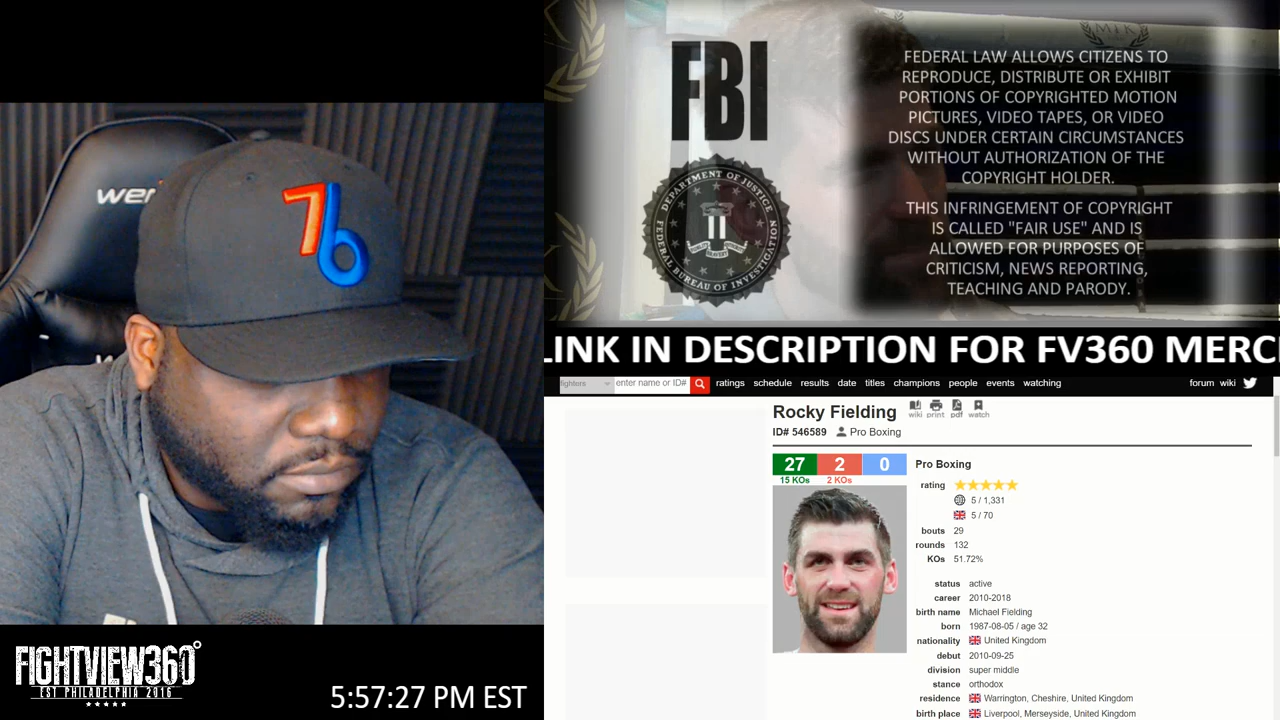 wer
76
FIGHTVIEW360°
EST PHILADELPHIA 2016
5:57:27 PM EST
MTK
FBI
DEPARTMENT OF JUSTICE
FEDERAL BUREAU OF INVESTIGATION
FEDERAL LAW ALLOWS CITIZENS TO
REPRODUCE, DISTRIBUTE OR EXHIBIT
PORTIONS OF COPYRIGHTED MOTION
PICTURES, VIDEO TAPES, OR VIDEO
DISCS UNDER CERTAIN CIRCUMSTANCES
WITHOUT AUTHORIZATION OF THE
COPYRIGHT HOLDER.
THIS INFRINGEMENT OF COPYRIGHT
IS CALLED "FAIR USE" AND IS
ALLOWED FOR PURPOSES OF
CRITICISM, NEWS REPORTING,
TEACHING AND PARODY.
LINK IN DESCRIPTION FOR FV360 MERC
fighters enter name or ID# ratings schedule results date titles champions people events watching forum wiki
Rocky Fielding wiki print pdf watch
ID# 546589 Pro Boxing
27 2 0 Pro Boxing
15 KOs 2 KOs
rating
5 / 1,331
5 / 70
bouts 29
rounds 132
KOs 51.72%
status active
career 2010-2018
birth name Michael Fielding
born 1987-08-05 / age 32
nationality United Kingdom
debut 2010-09-25
division super middle
stance orthodox
residence Warrington, Cheshire, United Kingdom
birth place Liverpool, Merseyside, United Kingdom